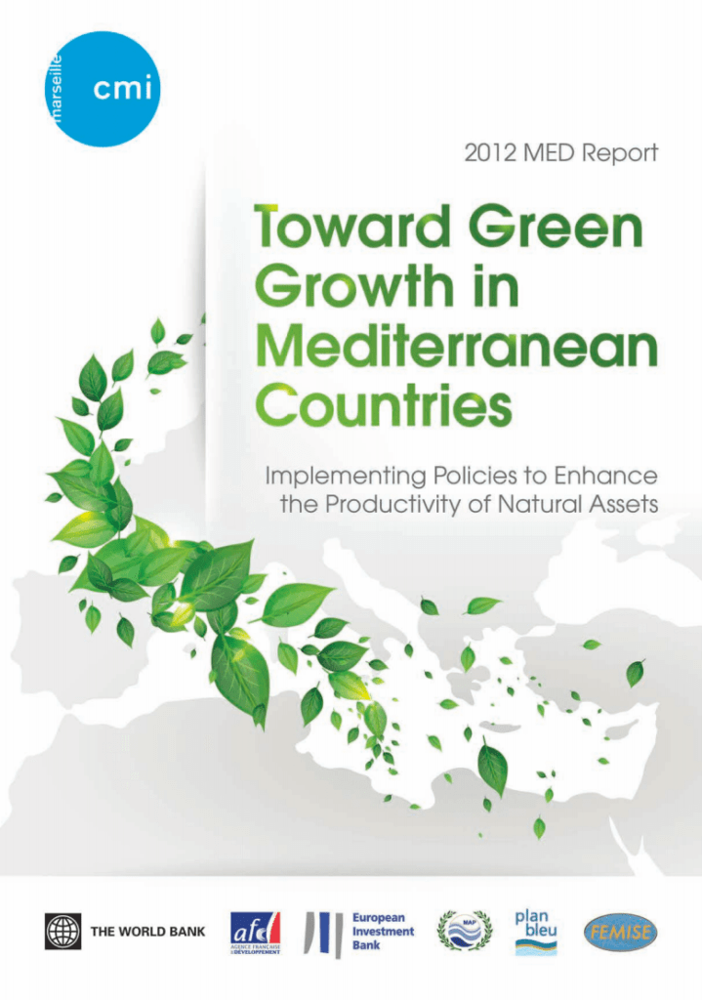 marseille
cmi
2012 MED Report
Toward Green
Growth in
Mediterranean
Countries
Implementing Policies to Enhance
the Productivity of Natural Assets
THE WORLD BANK
afd
AGENCE FRANÇAISE
DE DÉVELOPPEMENT
European
Investment
Bank
MAP
plan
bleu
FEMISE